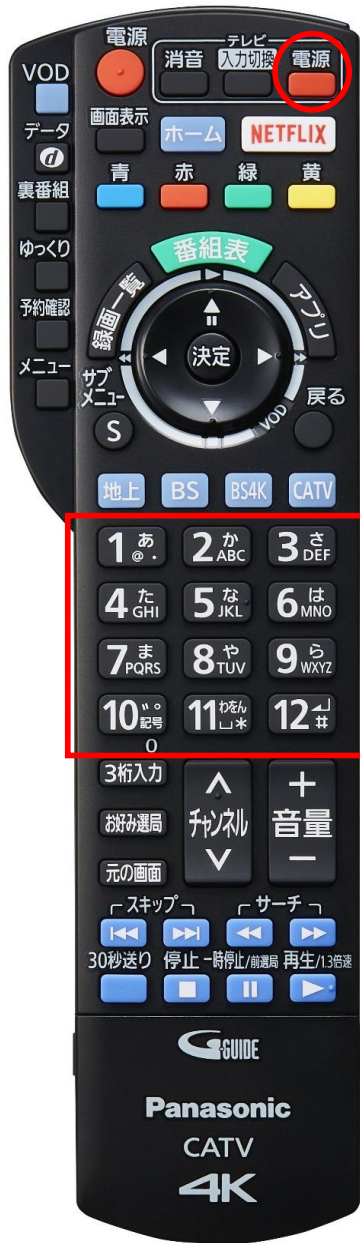 電源
テレビ
VOD
消音 入力切換 電源
データ
画面表示
ホーム NETFLIX
d
裏番組
青 赤 緑 黄
ゆっくり
番組表
録画一覧
アプリ
予約確認
決定
メニュー
サブメニュー
戻る
S
VOD
地上 BS BS4K CATV
1 あ @ .
2 か ABC
3 さ DEF
4 た GHI
5 な JKL
6 は MNO
7 ま PQRS
8 や TUV
9 ら WXYZ
10 ゛゜ 記号
11 わをん ␣ *
12 ⏎ #
0
3桁入力
お好み選局
チャンネル
音量
元の画面
スキップ サーチ
30秒送り 停止 一時停止/前選局 再生/1.3倍速
G-GUIDE
Panasonic
CATV
4K